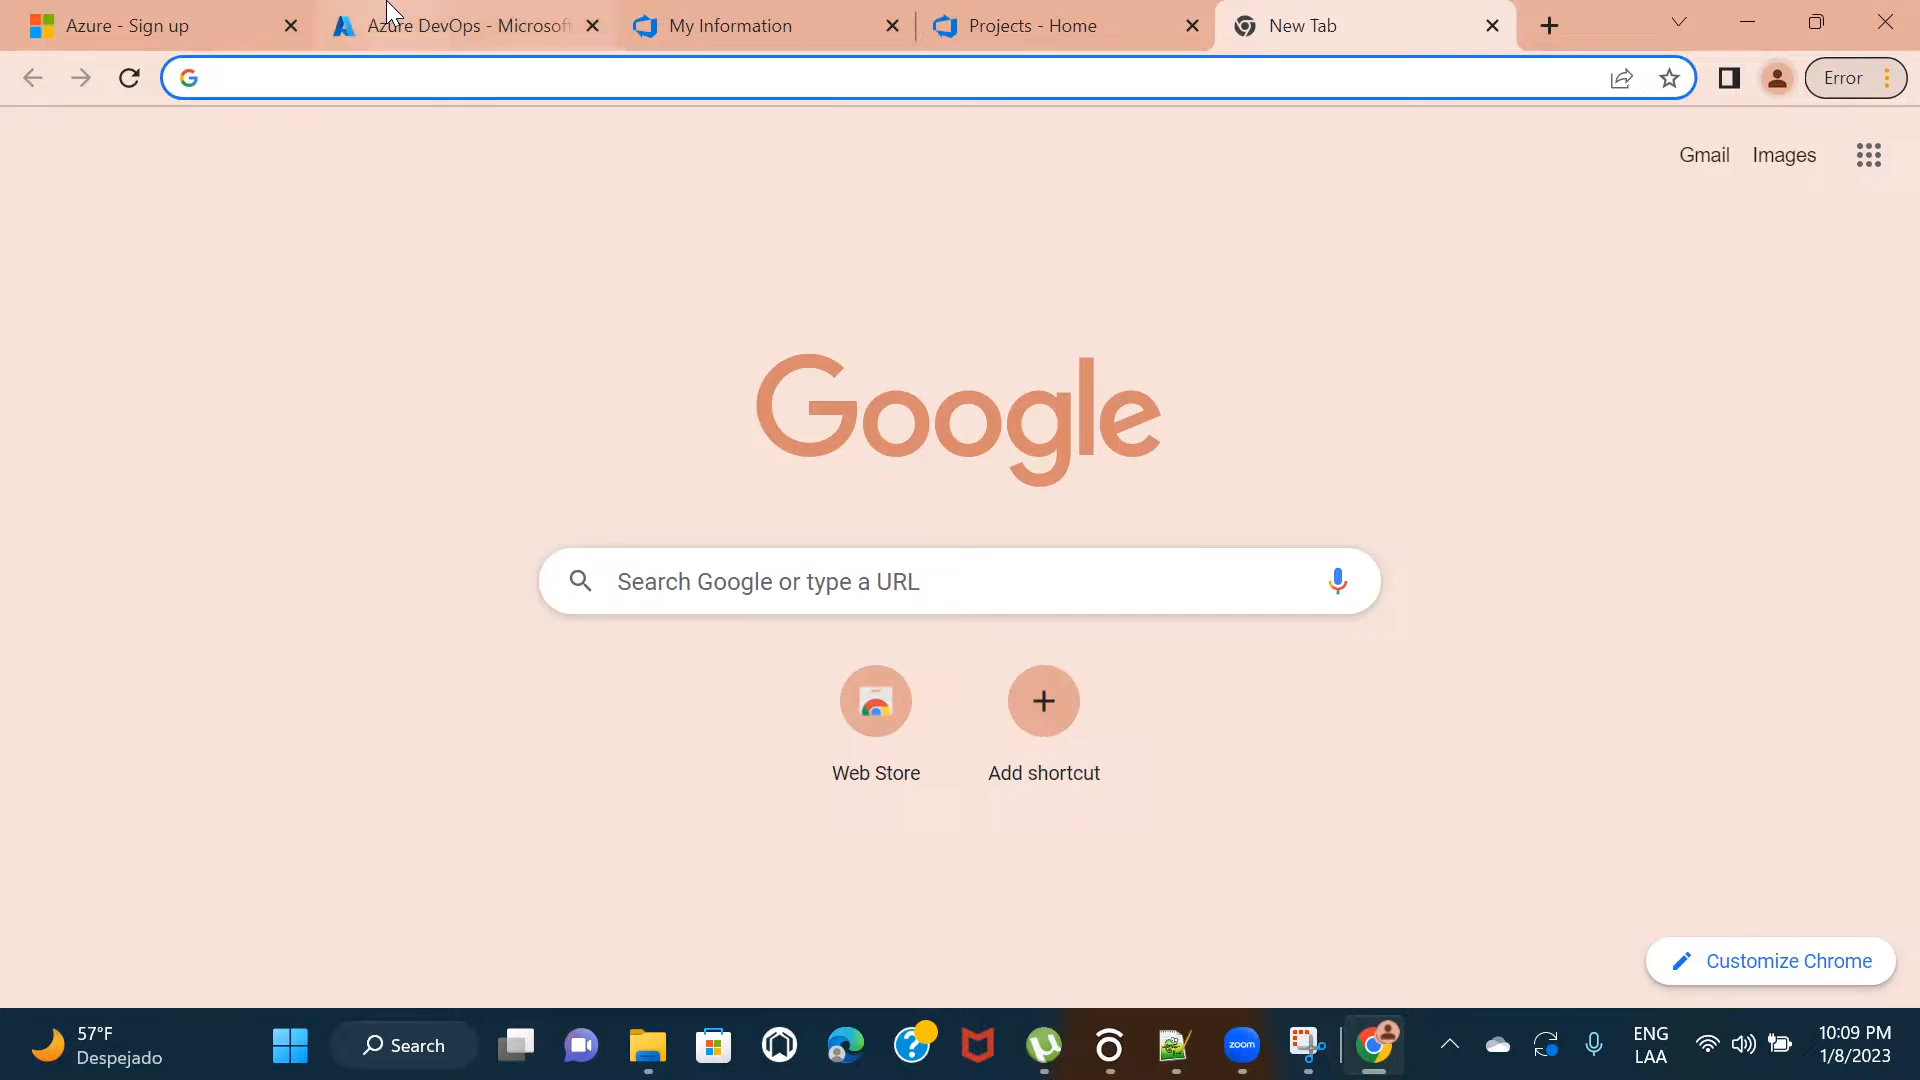 Azure - Sign up
Azure DevOps - Microsoft
My Information
Projects - Home
New Tab
Error
Gmail
Images
Google
Search Google or type a URL
Web Store
Add shortcut
Customize Chrome
57°F
Despejado
Search
zoom
ENG
LAA
10:09 PM
1/8/2023